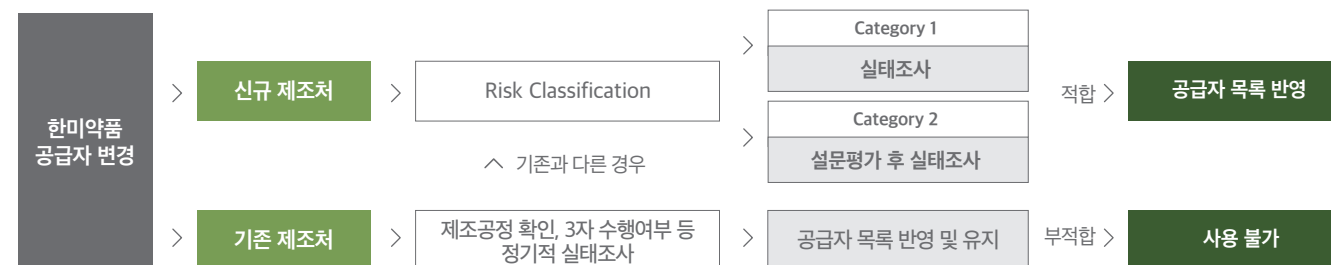 한미약품
공급자 변경
신규 제조처
Risk Classification
Category 1
실태조사
Category 2
설문평가 후 실태조사
적합
공급자 목록 반영
기존과 다른 경우
기존 제조처
제조공정 확인, 3자 수행여부 등
정기적 실태조사
공급자 목록 반영 및 유지
부적합
사용 불가